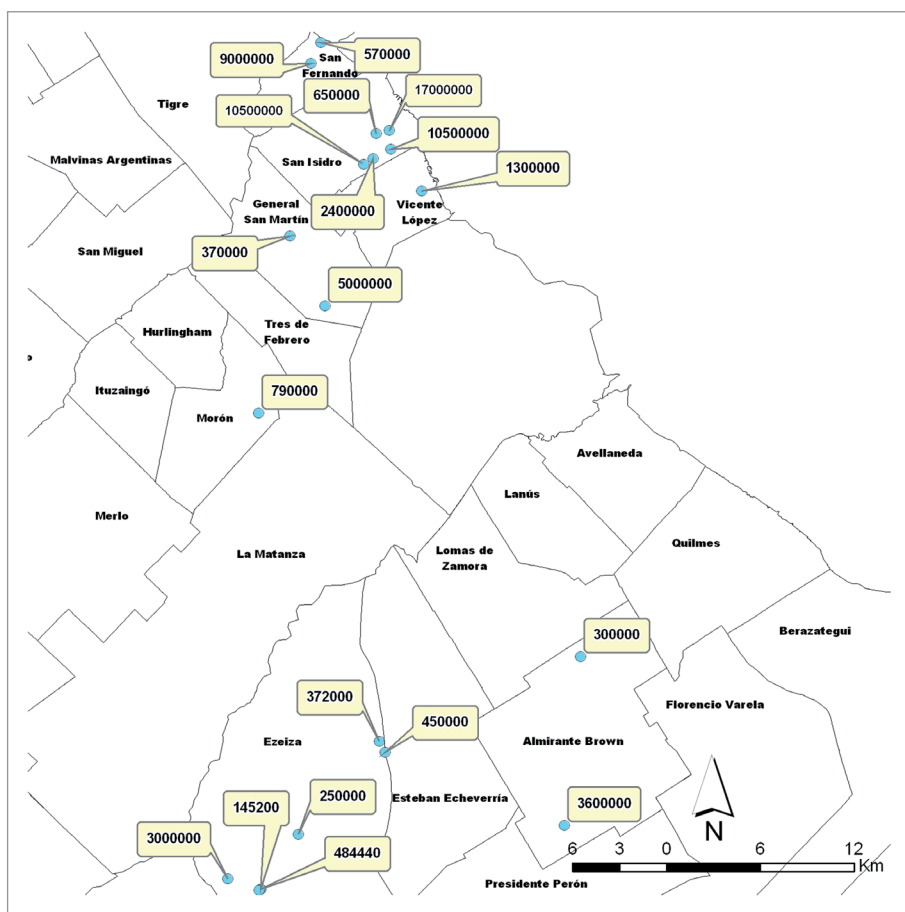 570000
9000000
San
Fernando
17000000
650000
Tigre
10500000
10500000
Malvinas Argentinas
San Isidro
1300000
General
San Martín
2400000
Vicente
López
370000
San Miguel
5000000
Hurlingham
Tres de
Febrero
o
Ituzaingó
790000
Morón
Avellaneda
Lanús
Merlo
La Matanza
Lomas de
Zamora
Quilmes
300000
Berazategui
372000
Florencio Varela
450000
Ezeiza
Almirante Brown
250000
Esteban Echeverría
145200
3600000
N
3000000
484440
6 3 0 6 12
Km
Presidente Perón